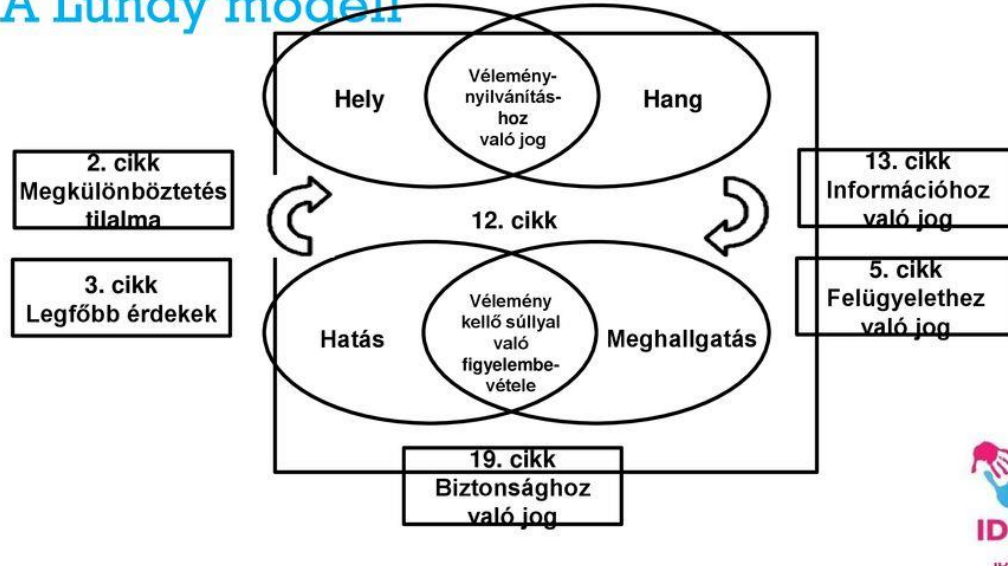 A Lundy modell
Hely
Vélemény-
nyilvánítás-
hoz
való jog
Hang
2. cikk
Megkülönböztetés
tilalma
13. cikk
Információhoz
való jog
12. cikk
3. cikk
Legfőbb érdekek
5. cikk
Felügyelethez
való jog
Hatás
Vélemény
kellő súllyal
való
figyelembe-
vétele
Meghallgatás
19. cikk
Biztonsághoz
való jog